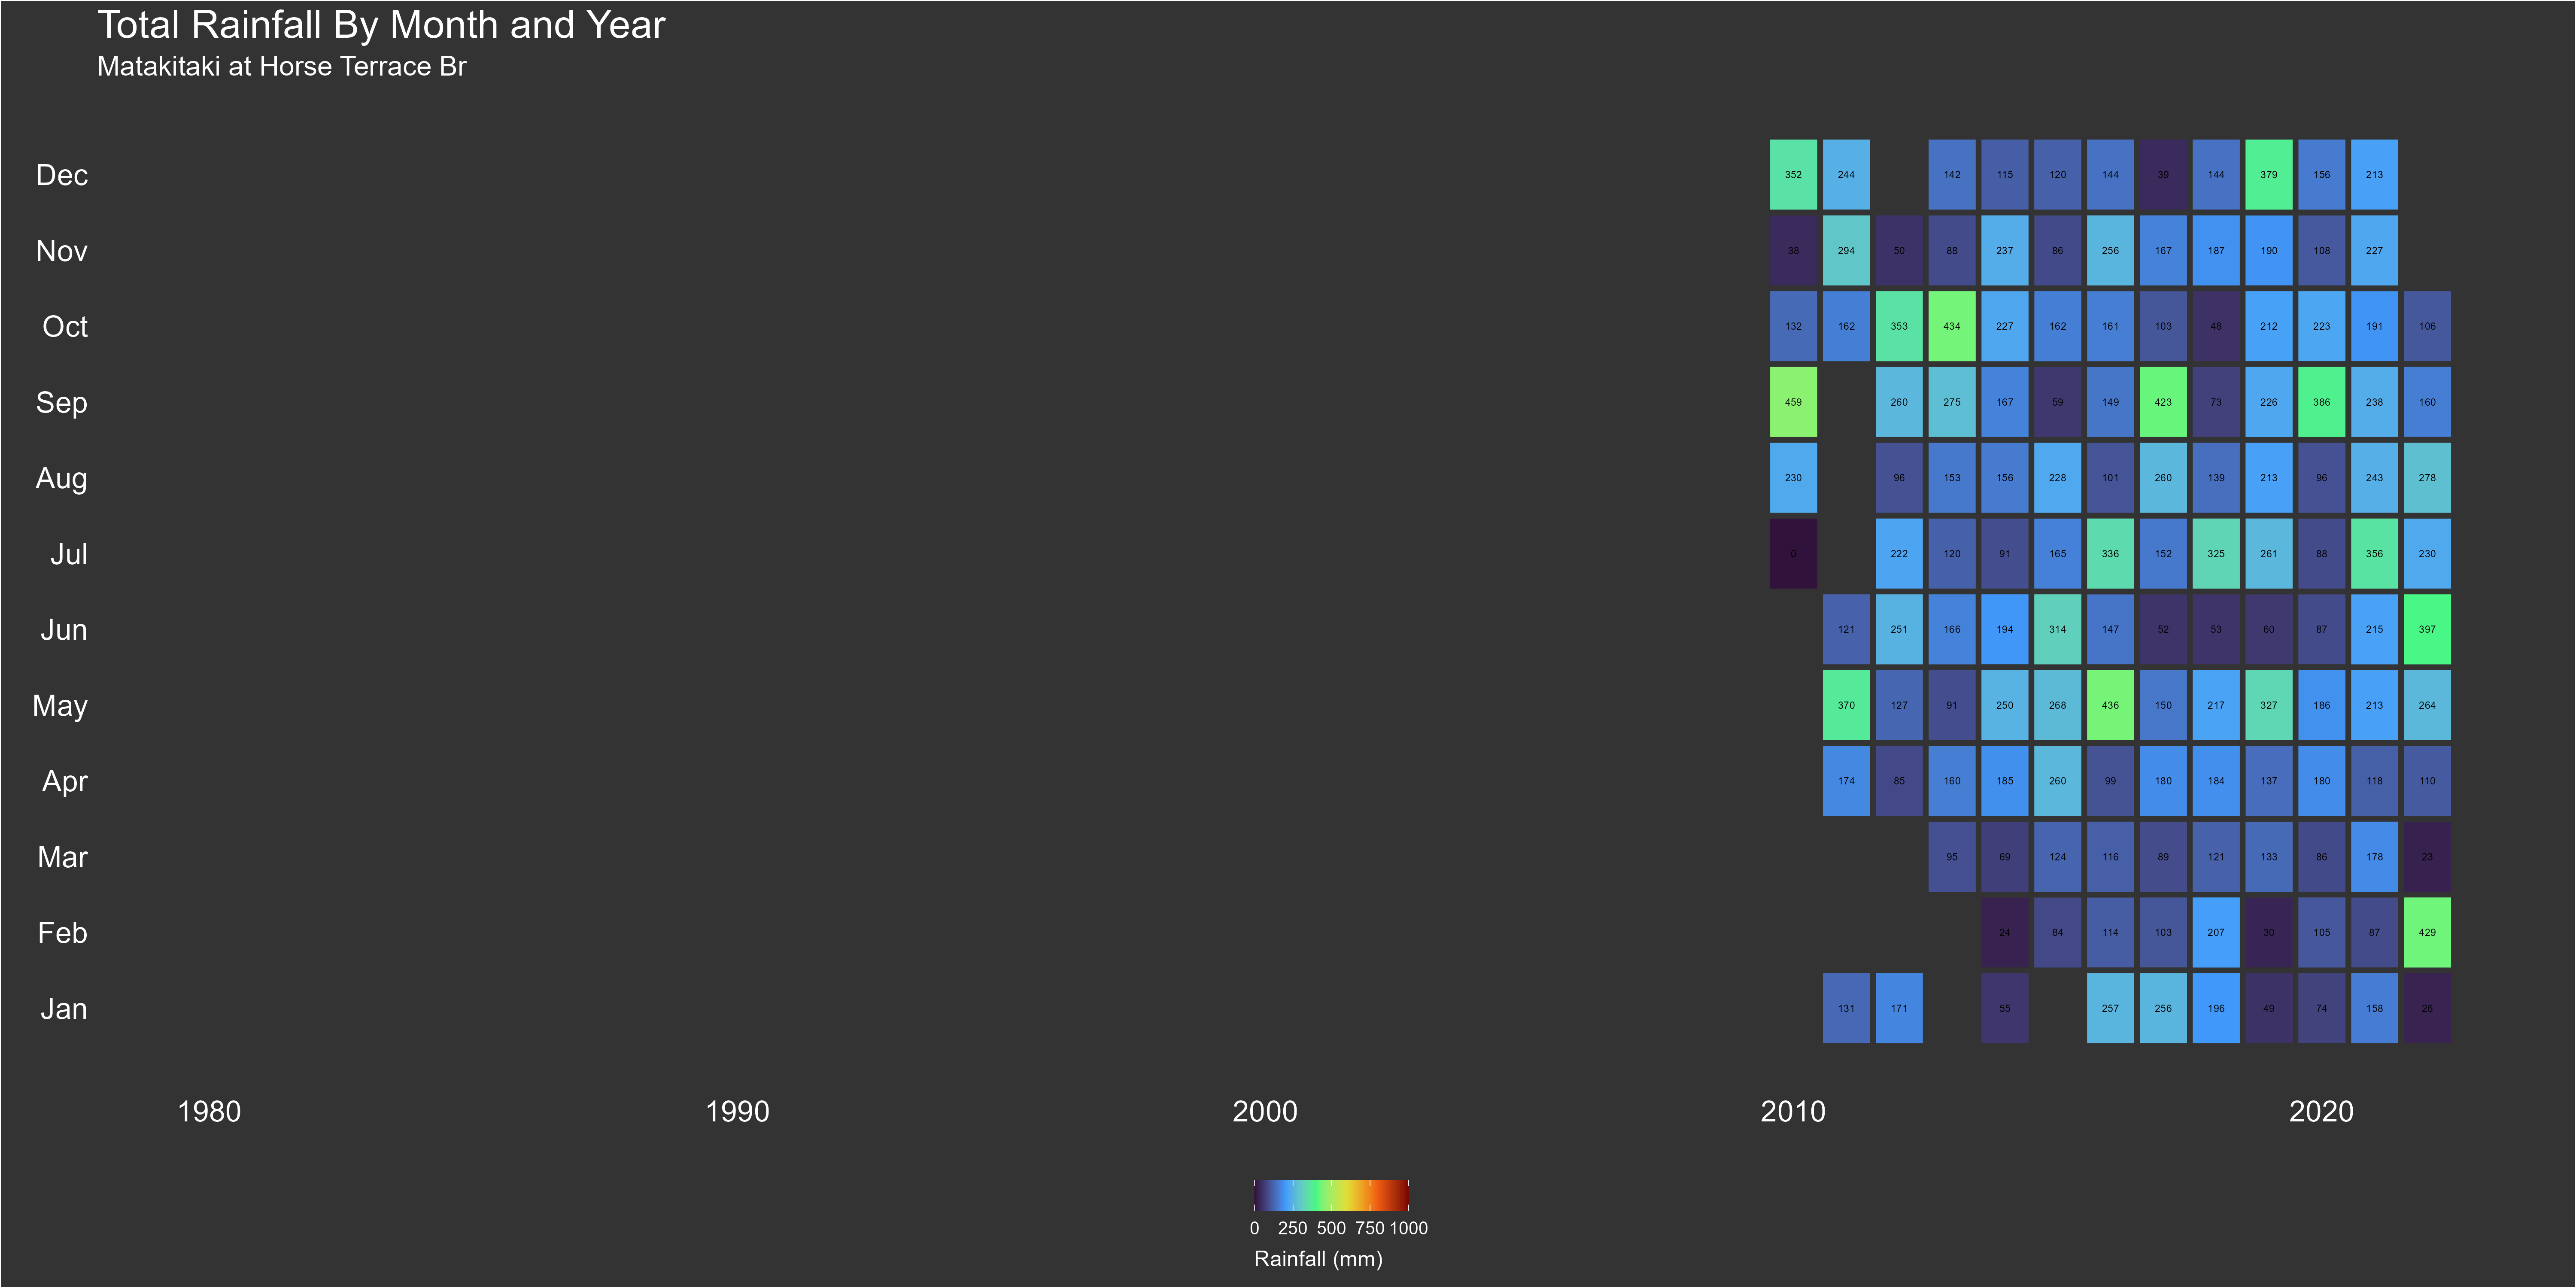 Total Rainfall By Month and Year
Matakitaki at Horse Terrace Br
Dec 352 244 142 115 120 144 39 144 379 156 213
Nov 38 294 50 88 237 86 256 167 187 190 108 227
Oct 132 162 353 434 227 162 161 103 48 212 223 191 106
Sep 459 260 275 167 59 149 423 73 226 386 238 160
Aug 230 96 153 156 228 101 260 139 213 96 243 278
Jul 0 222 120 91 165 336 152 325 261 88 356 230
Jun 121 251 166 194 314 147 52 53 60 87 215 397
May 370 127 91 250 268 436 150 217 327 186 213 264
Apr 174 85 160 185 260 99 180 184 137 180 118 110
Mar 95 69 124 116 89 121 133 86 178 23
Feb 24 84 114 103 207 30 105 87 429
Jan 131 171 55 257 256 196 49 74 158 26
1980 1990 2000 2010 2020
0 250 500 750 1000
Rainfall (mm)